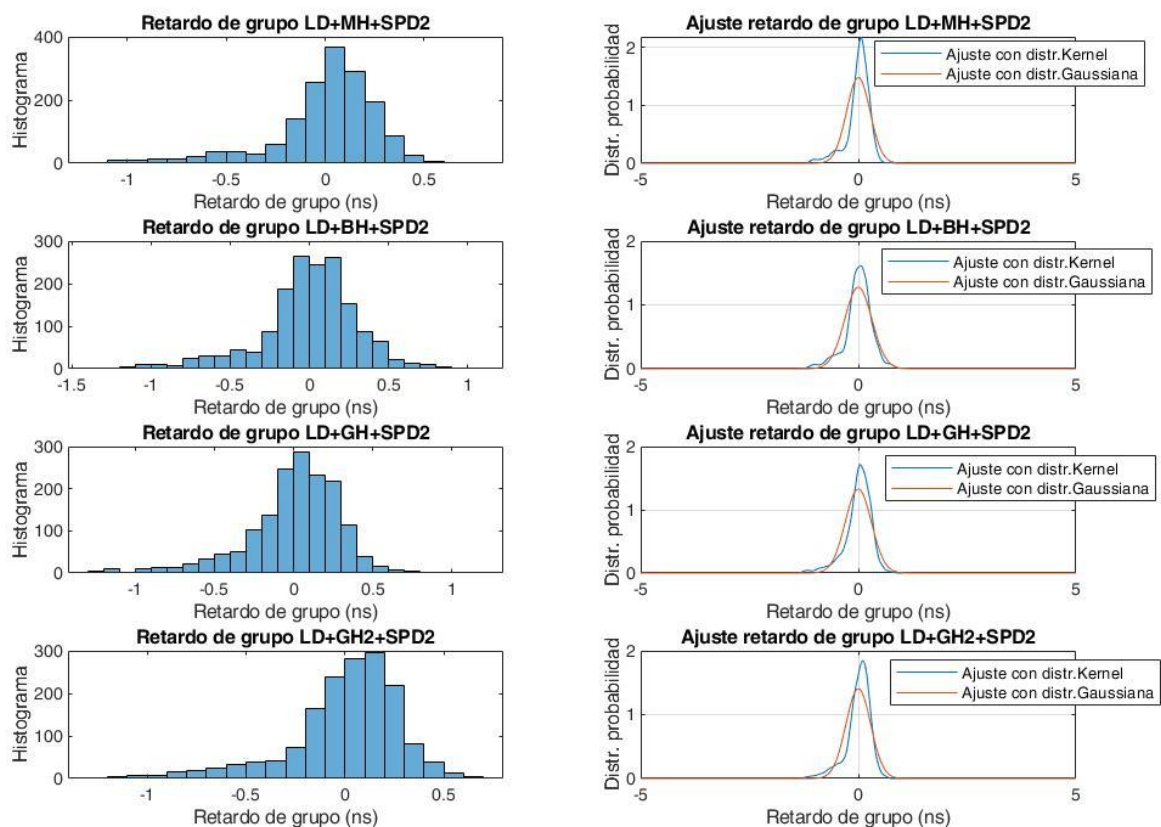 Retardo de grupo LD+MH+SPD2
400
200
0
Histograma
-1
-0.5
0
0.5
Retardo de grupo (ns)
Ajuste retardo de grupo LD+MH+SPD2
2
1
0
Distr. probabilidad
Ajuste con distr.Kernel
Ajuste con distr.Gaussiana
-5
0
5
Retardo de grupo (ns)
Retardo de grupo LD+BH+SPD2
300
200
100
0
Histograma
-1.5
-1
-0.5
0
0.5
1
Retardo de grupo (ns)
Ajuste retardo de grupo LD+BH+SPD2
2
1
0
Distr. probabilidad
Ajuste con distr.Kernel
Ajuste con distr.Gaussiana
-5
0
5
Retardo de grupo (ns)
Retardo de grupo LD+GH+SPD2
300
200
100
0
Histograma
-1
-0.5
0
0.5
1
Retardo de grupo (ns)
Ajuste retardo de grupo LD+GH+SPD2
2
1
0
Distr. probabilidad
Ajuste con distr.Kernel
Ajuste con distr.Gaussiana
-5
0
5
Retardo de grupo (ns)
Retardo de grupo LD+GH2+SPD2
300
200
100
0
Histograma
-1
-0.5
0
0.5
Retardo de grupo (ns)
Ajuste retardo de grupo LD+GH2+SPD2
2
1
0
Distr. probabilidad
Ajuste con distr.Kernel
Ajuste con distr.Gaussiana
-5
0
5
Retardo de grupo (ns)